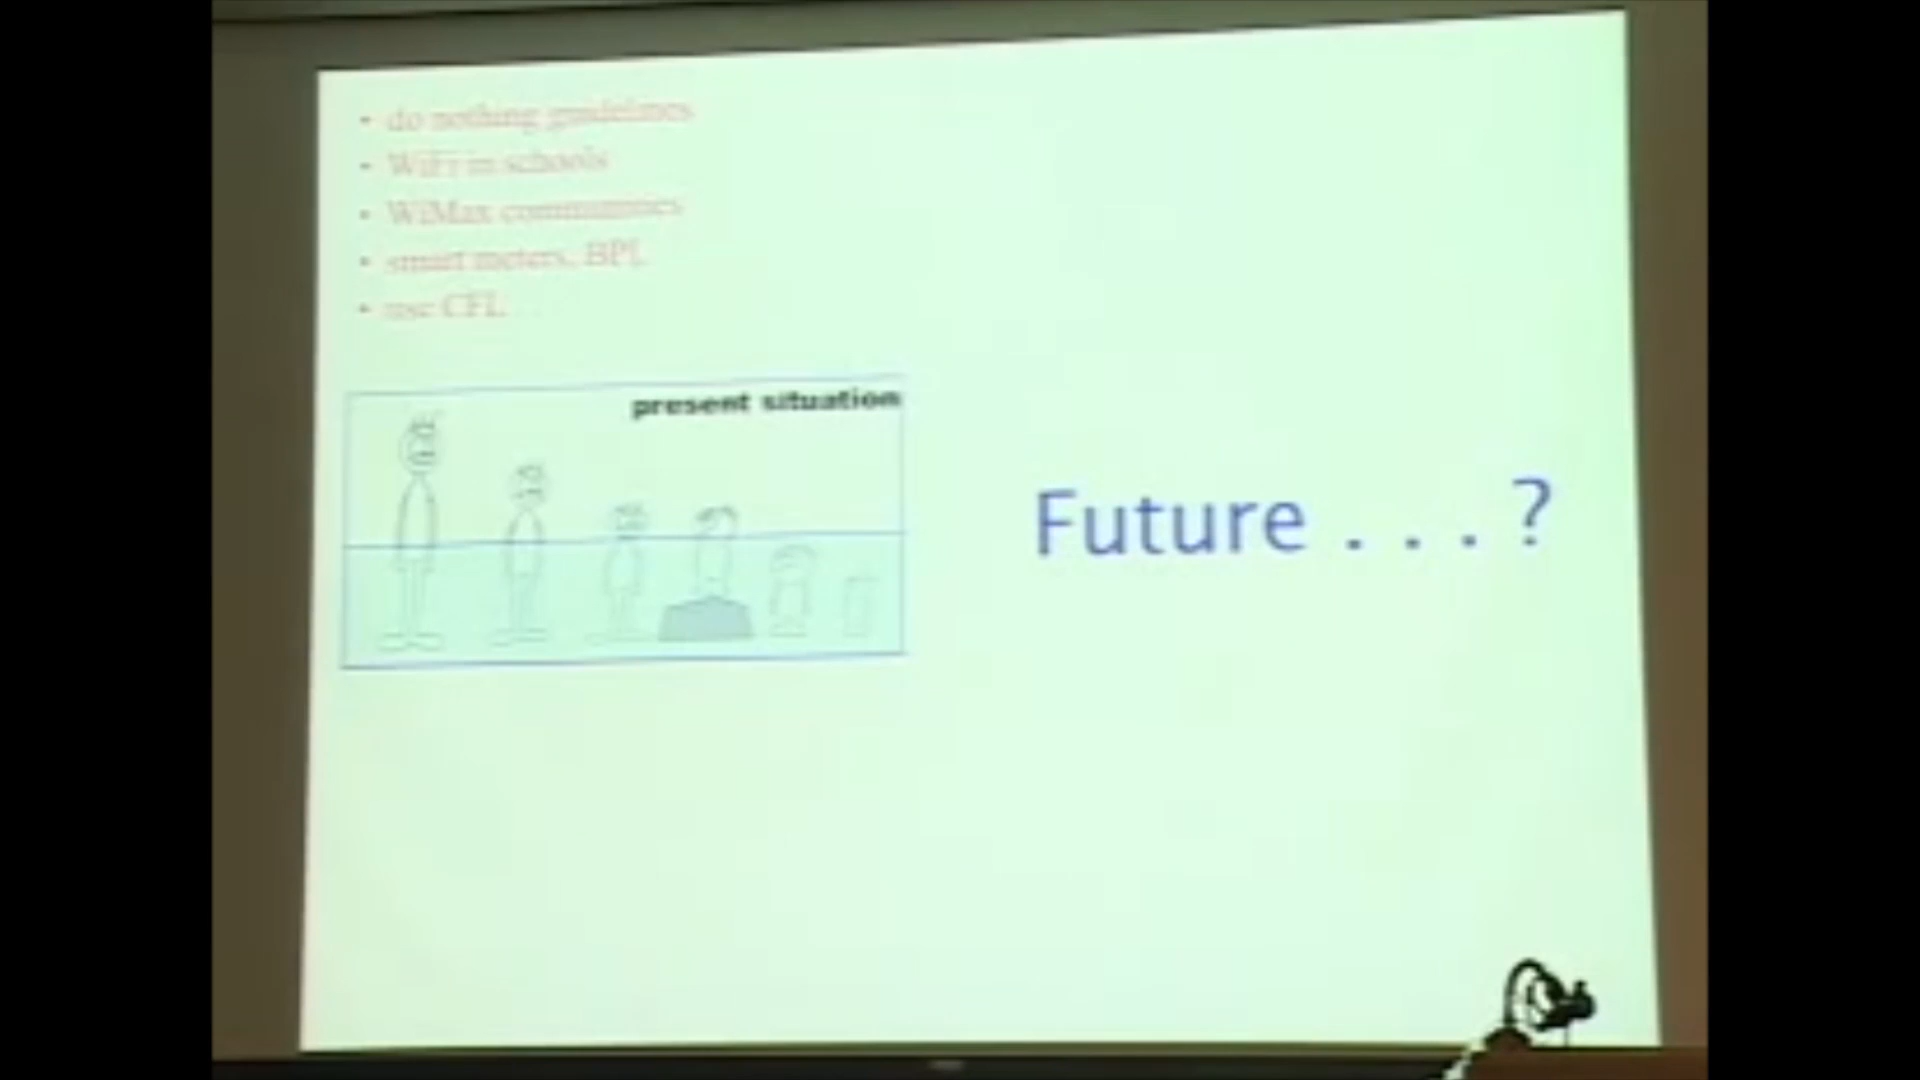 • do nothing guidelines
• WiFi in schools
• WiMax communities
• smart meters, BPL
• use CFL
present situation
Future . . . ?